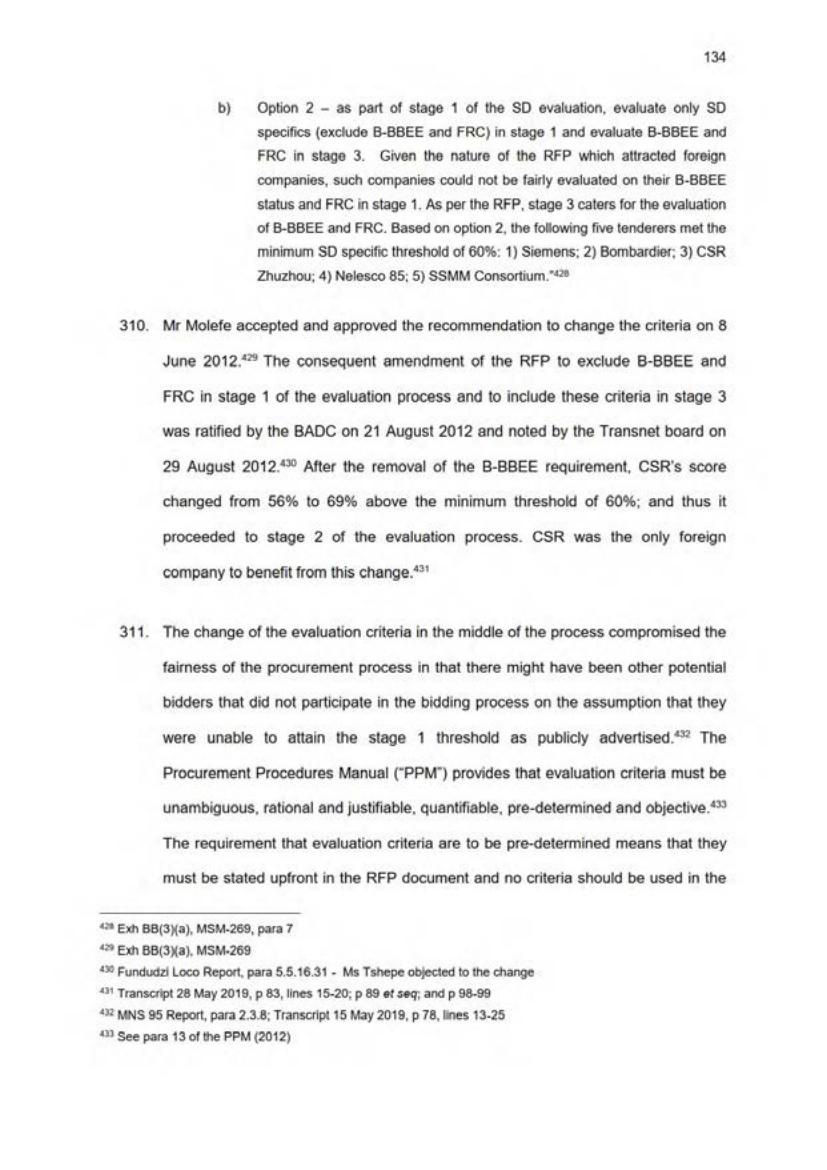 134
b) Option 2 – as part of stage 1 of the SD evaluation, evaluate only SD
specifics (exclude B-BBEE and FRC) in stage 1 and evaluate B-BBEE and
FRC in stage 3. Given the nature of the RFP which attracted foreign
companies, such companies could not be fairly evaluated on their B-BBEE
status and FRC in stage 1. As per the RFP, stage 3 caters for the evaluation
of B-BBEE and FRC. Based on option 2, the following five tenderers met the
minimum SD specific threshold of 60%: 1) Siemens; 2) Bombardier; 3) CSR
Zhuzhou; 4) Nelesco 85; 5) SSMM Consortium."428
310. Mr Molefe accepted and approved the recommendation to change the criteria on 8
June 2012.429 The consequent amendment of the RFP to exclude B-BBEE and
FRC in stage 1 of the evaluation process and to include these criteria in stage 3
was ratified by the BADC on 21 August 2012 and noted by the Transnet board on
29 August 2012.430 After the removal of the B-BBEE requirement, CSR's score
changed from 56% to 69% above the minimum threshold of 60%; and thus it
proceeded to stage 2 of the evaluation process. CSR was the only foreign
company to benefit from this change.431
311. The change of the evaluation criteria in the middle of the process compromised the
fairness of the procurement process in that there might have been other potential
bidders that did not participate in the bidding process on the assumption that they
were unable to attain the stage 1 threshold as publicly advertised.432 The
Procurement Procedures Manual ("PPM") provides that evaluation criteria must be
unambiguous, rational and justifiable, quantifiable, pre-determined and objective.433
The requirement that evaluation criteria are to be pre-determined means that they
must be stated upfront in the RFP document and no criteria should be used in the
428 Exh BB(3)(a), MSM-269, para 7
429 Exh BB(3)(a), MSM-269
430 Fundudzi Loco Report, para 5.5.16.31 - Ms Tshepe objected to the change
431 Transcript 28 May 2019, p 83, lines 15-20; p 89 et seq; and p 98-99
432 MNS 95 Report, para 2.3.8; Transcript 15 May 2019, p 78, lines 13-25
433 See para 13 of the PPM (2012)